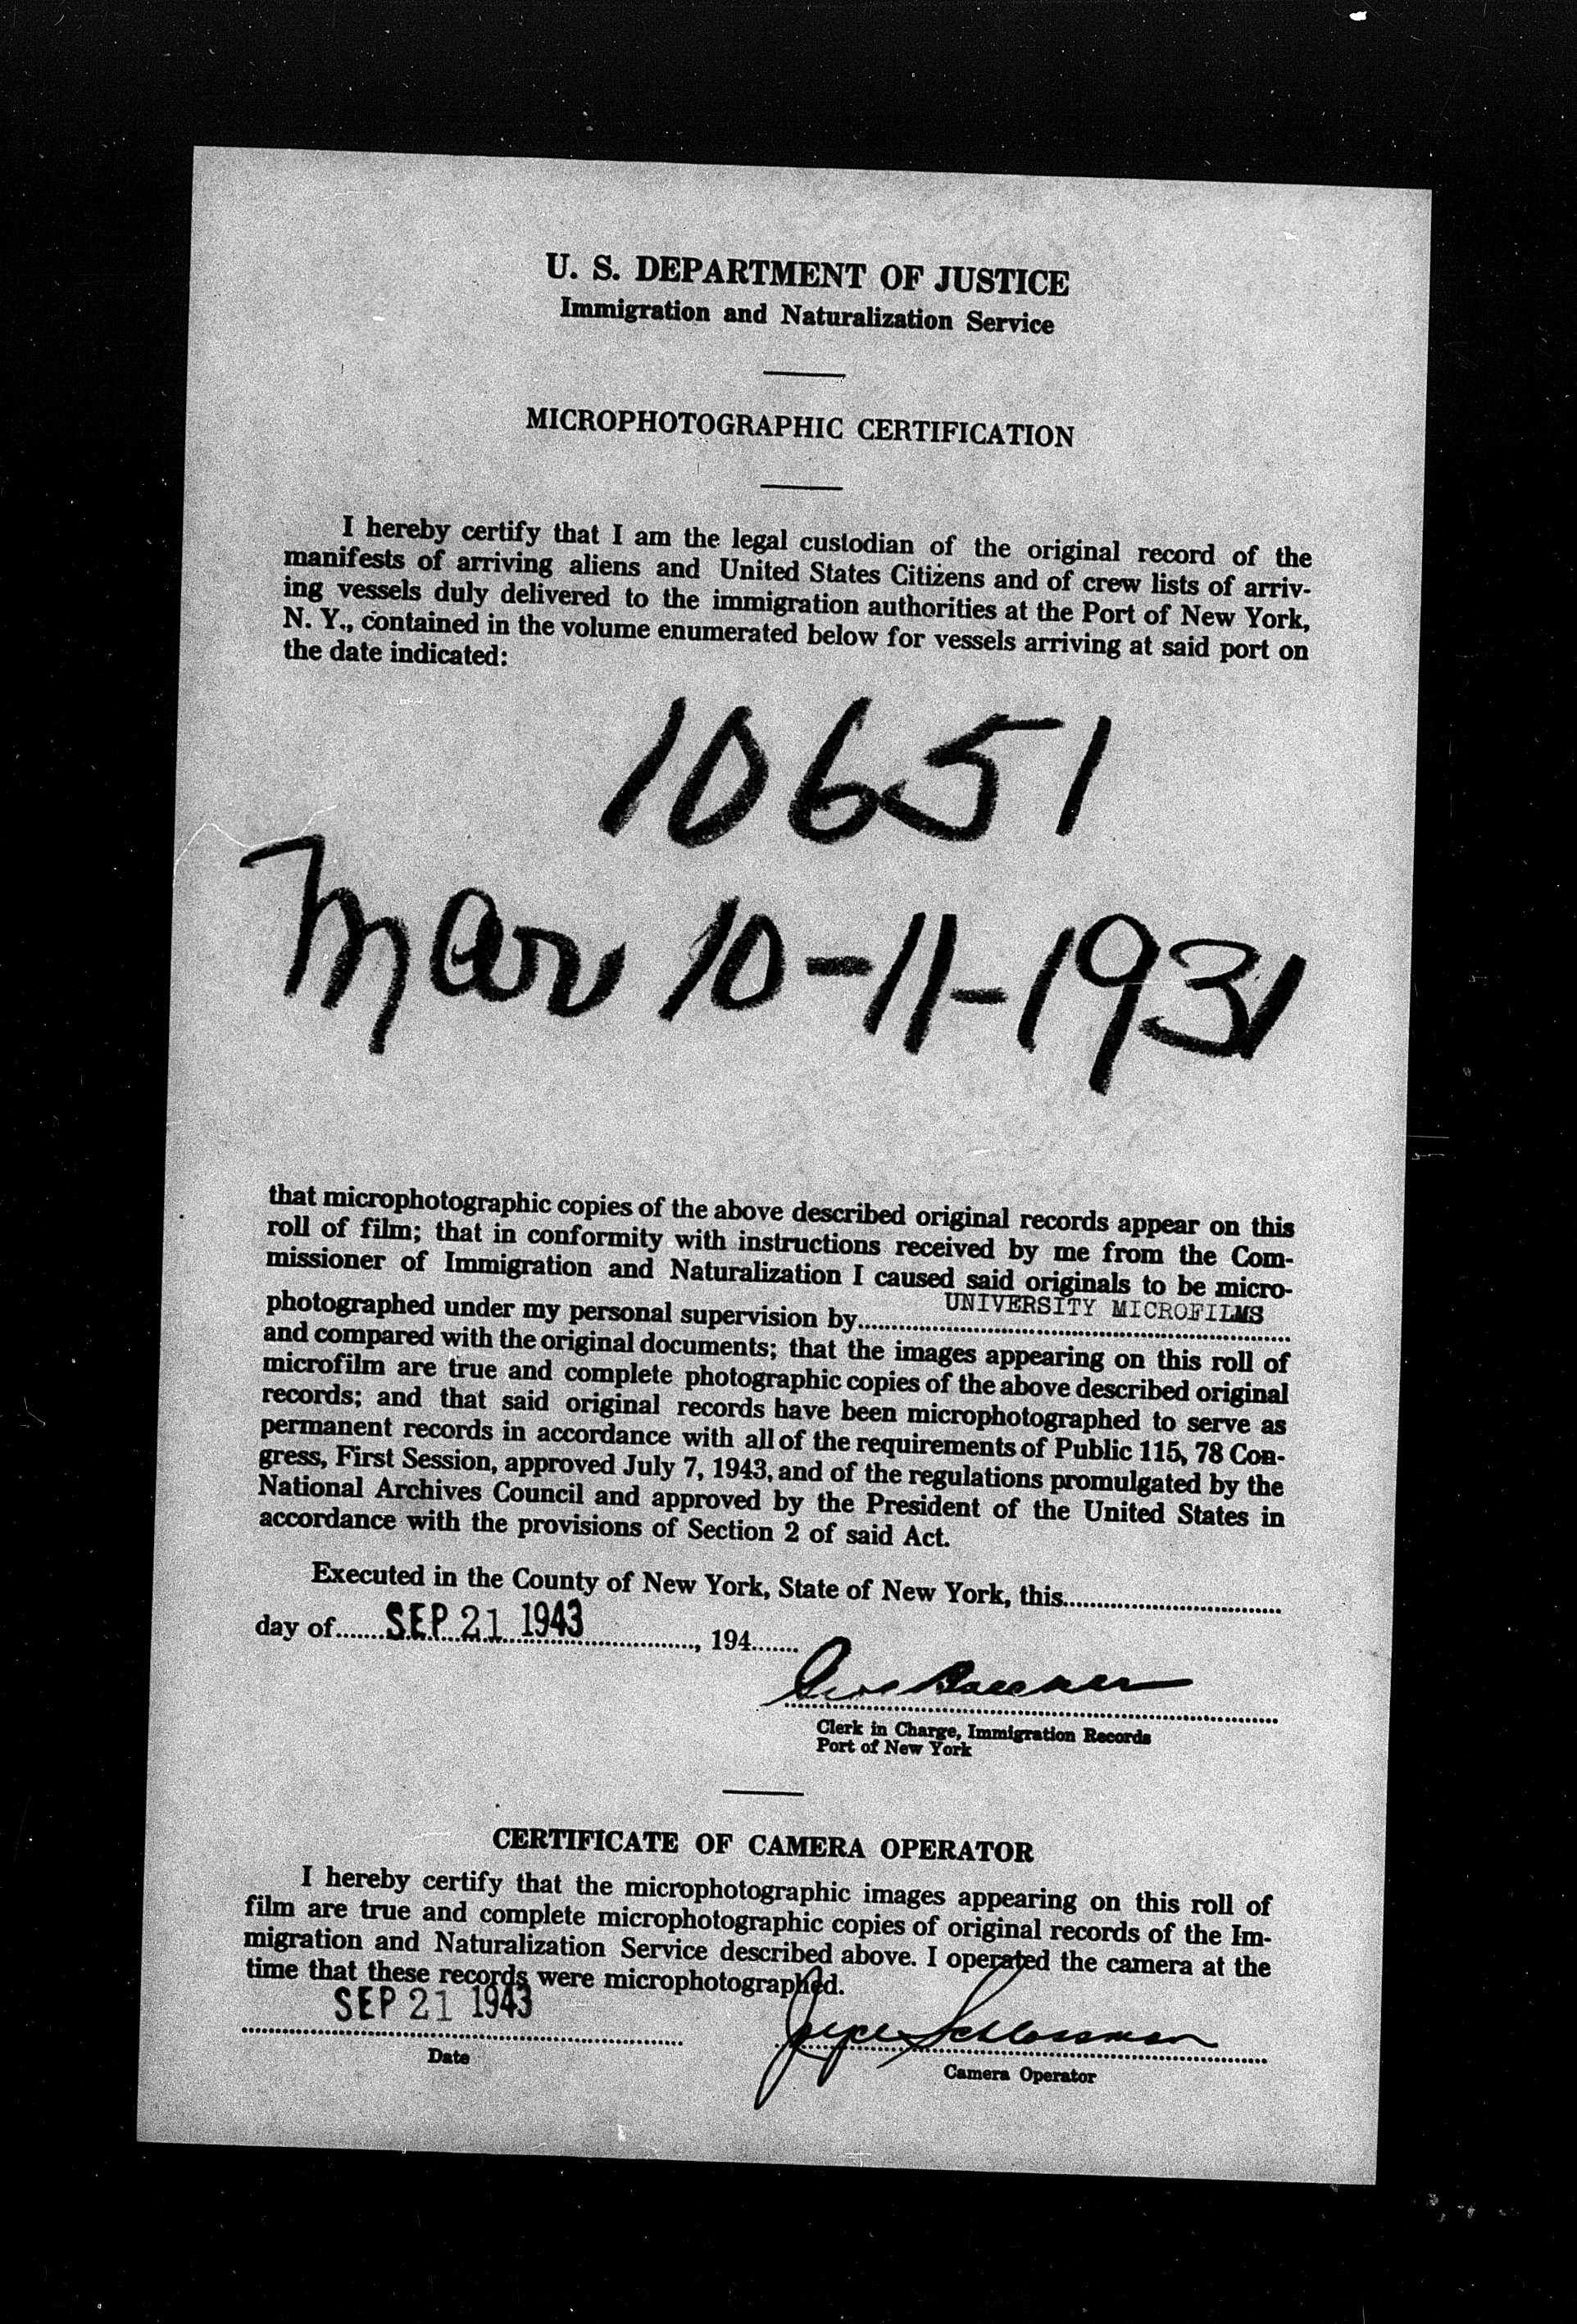 U. S. DEPARTMENT OF JUSTICE
Immigration and Naturalization Service
MICROPHOTOGRAPHIC CERTIFICATION
I hereby certify that I am the legal custodian of the original record of the
manifests of arriving aliens and United States Citizens and of crew lists of arriv-
ing vessels duly delivered to the immigration authorities at the Port of New York,
N. Y., contained in the volume enumerated below for vessels arriving at said port on
the date indicated:
10651
Mar 10-11-1931
that microphotographic copies of the above described original records appear on this
roll of film; that in conformity with instructions received by me from the Com-
missioner of Immigration and Naturalization I caused said originals to be micro-
photographed under my personal supervision by UNIVERSITY MICROFILMS
and compared with the original documents; that the images appearing on this roll of
microfilm are true and complete photographic copies of the above described original
records; and that said original records have been microphotographed to serve as
permanent records in accordance with all of the requirements of Public 115, 78 Con-
gress, First Session, approved July 7, 1943, and of the regulations promulgated by the
National Archives Council and approved by the President of the United States in
accordance with the provisions of Section 2 of said Act.
Executed in the County of New York, State of New York, this
day of SEP 21 1943, 194
Clerk in Charge, Immigration Records
Port of New York
CERTIFICATE OF CAMERA OPERATOR
I hereby certify that the microphotographic images appearing on this roll of
film are true and complete microphotographic copies of original records of the Im-
migration and Naturalization Service described above. I operated the camera at the
time that these records were microphotographed.
SEP 21 1943
Schlossman
Date
Camera Operator